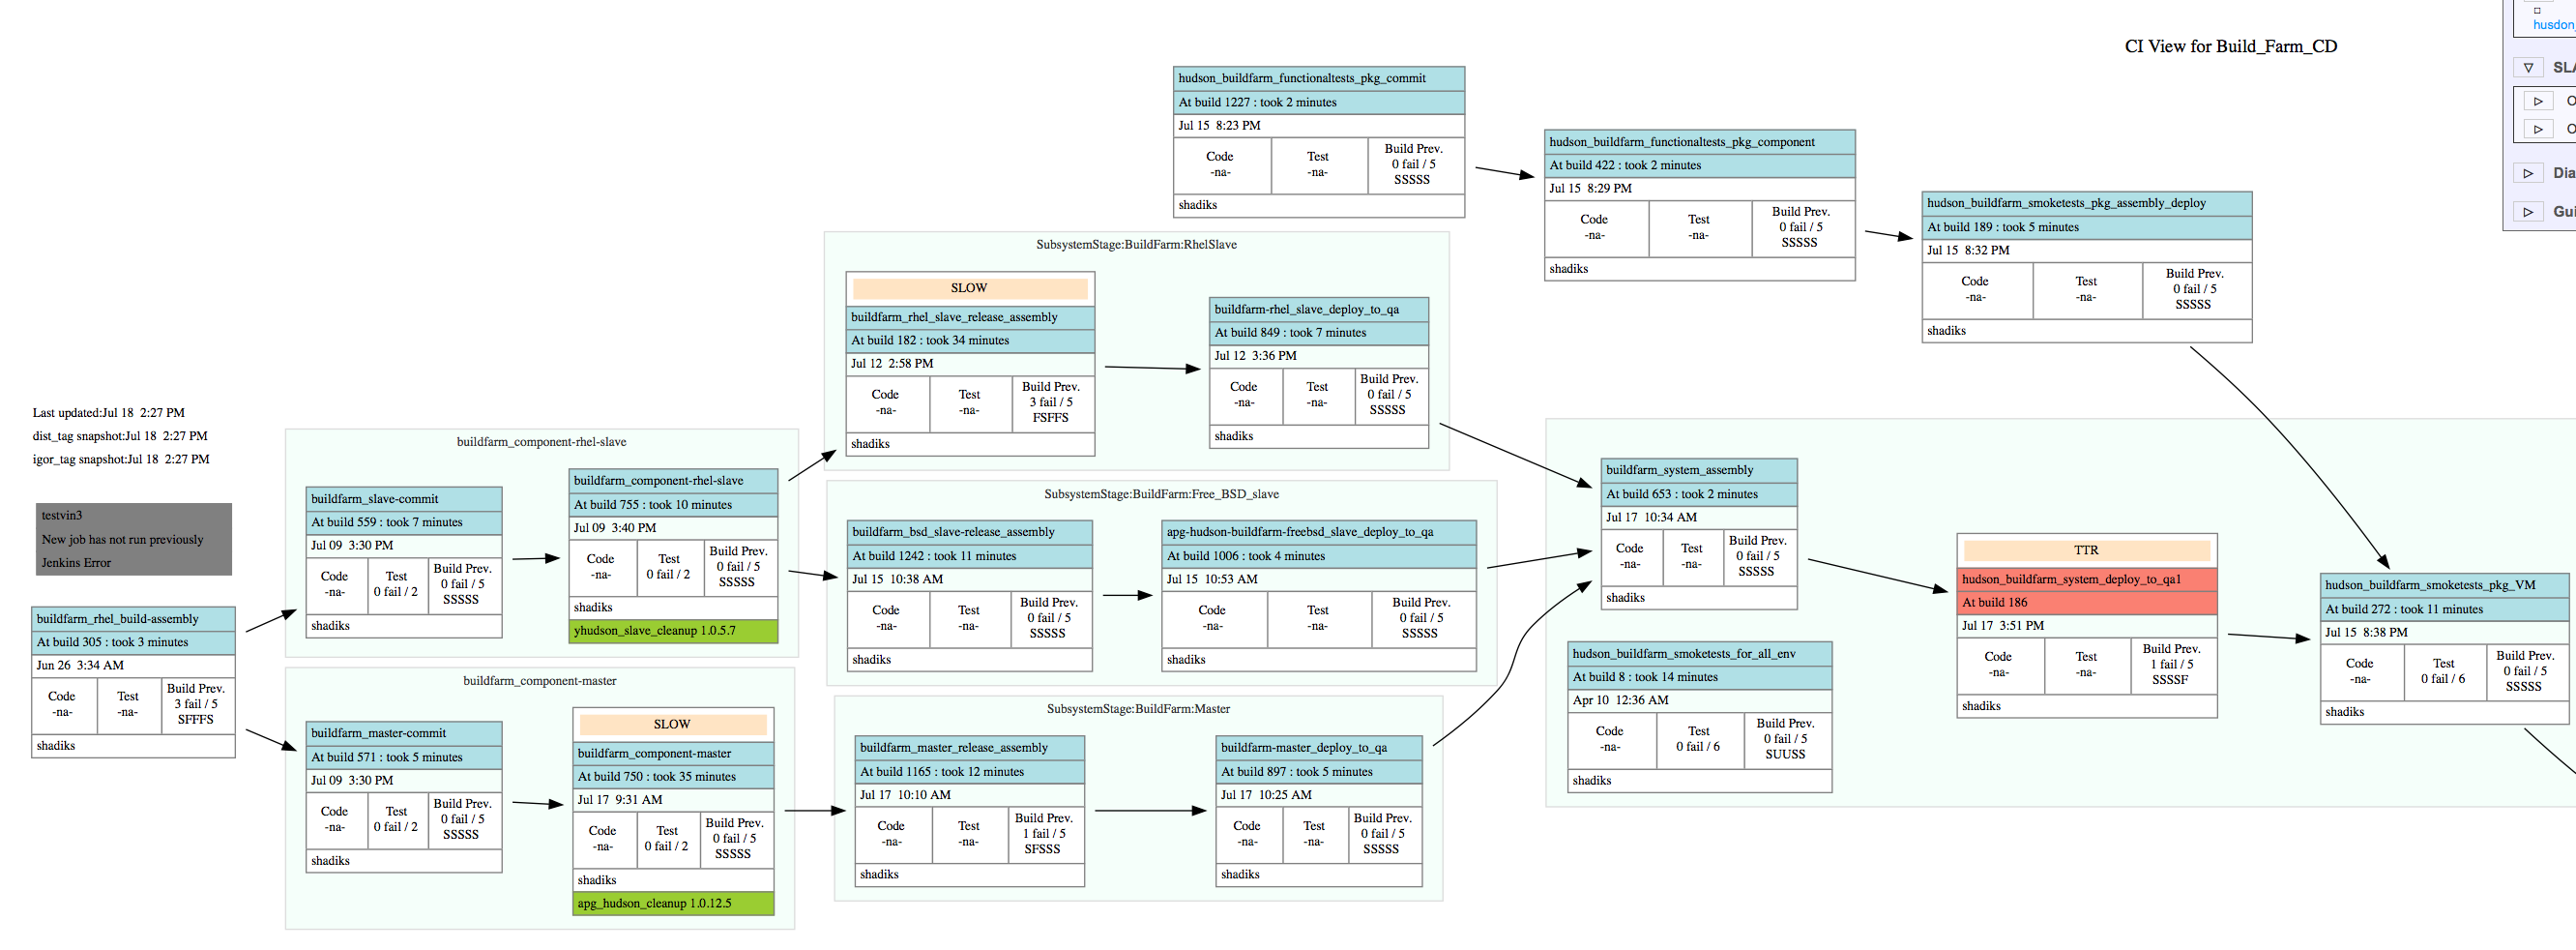 CI View for Build_Farm_CD
husdon
SLA
Dia
Gui
hudson_buildfarm_functionaltests_pkg_commit
At build 1227 : took 2 minutes
Jul 15 8:23 PM
Code
-na-
Test
-na-
Build Prev.
0 fail / 5
SSSSS
shadiks
hudson_buildfarm_functionaltests_pkg_component
At build 422 : took 2 minutes
Jul 15 8:29 PM
Code
-na-
Test
-na-
Build Prev.
0 fail / 5
SSSSS
shadiks
hudson_buildfarm_smoketests_pkg_assembly_deploy
At build 189 : took 5 minutes
Jul 15 8:32 PM
Code
-na-
Test
-na-
Build Prev.
0 fail / 5
SSSSS
shadiks
SubsystemStage:BuildFarm:RhelSlave
SLOW
buildfarm_rhel_slave_release_assembly
At build 182 : took 34 minutes
Jul 12 2:58 PM
Code
-na-
Test
-na-
Build Prev.
3 fail / 5
FSFFS
shadiks
buildfarm-rhel_slave_deploy_to_qa
At build 849 : took 7 minutes
Jul 12 3:36 PM
Code
-na-
Test
-na-
Build Prev.
0 fail / 5
SSSSS
shadiks
Last updated:Jul 18 2:27 PM
dist_tag snapshot:Jul 18 2:27 PM
igor_tag snapshot:Jul 18 2:27 PM
testvin3
New job has not run previously
Jenkins Error
buildfarm_rhel_build-assembly
At build 305 : took 3 minutes
Jun 26 3:34 AM
Code
-na-
Test
-na-
Build Prev.
3 fail / 5
SFFFS
shadiks
buildfarm_component-rhel-slave
buildfarm_slave-commit
At build 559 : took 7 minutes
Jul 09 3:30 PM
Code
-na-
Test
0 fail / 2
Build Prev.
0 fail / 5
SSSSS
shadiks
buildfarm_component-rhel-slave
At build 755 : took 10 minutes
Jul 09 3:40 PM
Code
-na-
Test
0 fail / 2
Build Prev.
0 fail / 5
SSSSS
shadiks
yhudson_slave_cleanup 1.0.5.7
buildfarm_component-master
buildfarm_master-commit
At build 571 : took 5 minutes
Jul 09 3:30 PM
Code
-na-
Test
0 fail / 2
Build Prev.
0 fail / 5
SSSSS
shadiks
SLOW
buildfarm_component-master
At build 750 : took 35 minutes
Jul 17 9:31 AM
Code
-na-
Test
0 fail / 2
Build Prev.
0 fail / 5
SSSSS
shadiks
apg_hudson_cleanup 1.0.12.5
SubsystemStage:BuildFarm:Free_BSD_slave
buildfarm_bsd_slave-release_assembly
At build 1242 : took 11 minutes
Jul 15 10:38 AM
Code
-na-
Test
-na-
Build Prev.
0 fail / 5
SSSSS
shadiks
apg-hudson-buildfarm-freebsd_slave_deploy_to_qa
At build 1006 : took 4 minutes
Jul 15 10:53 AM
Code
-na-
Test
-na-
Build Prev.
0 fail / 5
SSSSS
shadiks
SubsystemStage:BuildFarm:Master
buildfarm_master_release_assembly
At build 1165 : took 12 minutes
Jul 17 10:10 AM
Code
-na-
Test
-na-
Build Prev.
1 fail / 5
SFSSS
shadiks
buildfarm-master_deploy_to_qa
At build 897 : took 5 minutes
Jul 17 10:25 AM
Code
-na-
Test
-na-
Build Prev.
0 fail / 5
SSSSS
shadiks
buildfarm_system_assembly
At build 653 : took 2 minutes
Jul 17 10:34 AM
Code
-na-
Test
-na-
Build Prev.
0 fail / 5
SSSSS
shadiks
hudson_buildfarm_smoketests_for_all_env
At build 8 : took 14 minutes
Apr 10 12:36 AM
Code
-na-
Test
0 fail / 6
Build Prev.
0 fail / 5
SUUSS
shadiks
TTR
hudson_buildfarm_system_deploy_to_qa1
At build 186
Jul 17 3:51 PM
Code
-na-
Test
-na-
Build Prev.
1 fail / 5
SSSSF
shadiks
hudson_buildfarm_smoketests_pkg_VM
At build 272 : took 11 minutes
Jul 15 8:38 PM
Code
-na-
Test
0 fail / 6
Build Prev.
0 fail / 5
SSSSS
shadiks